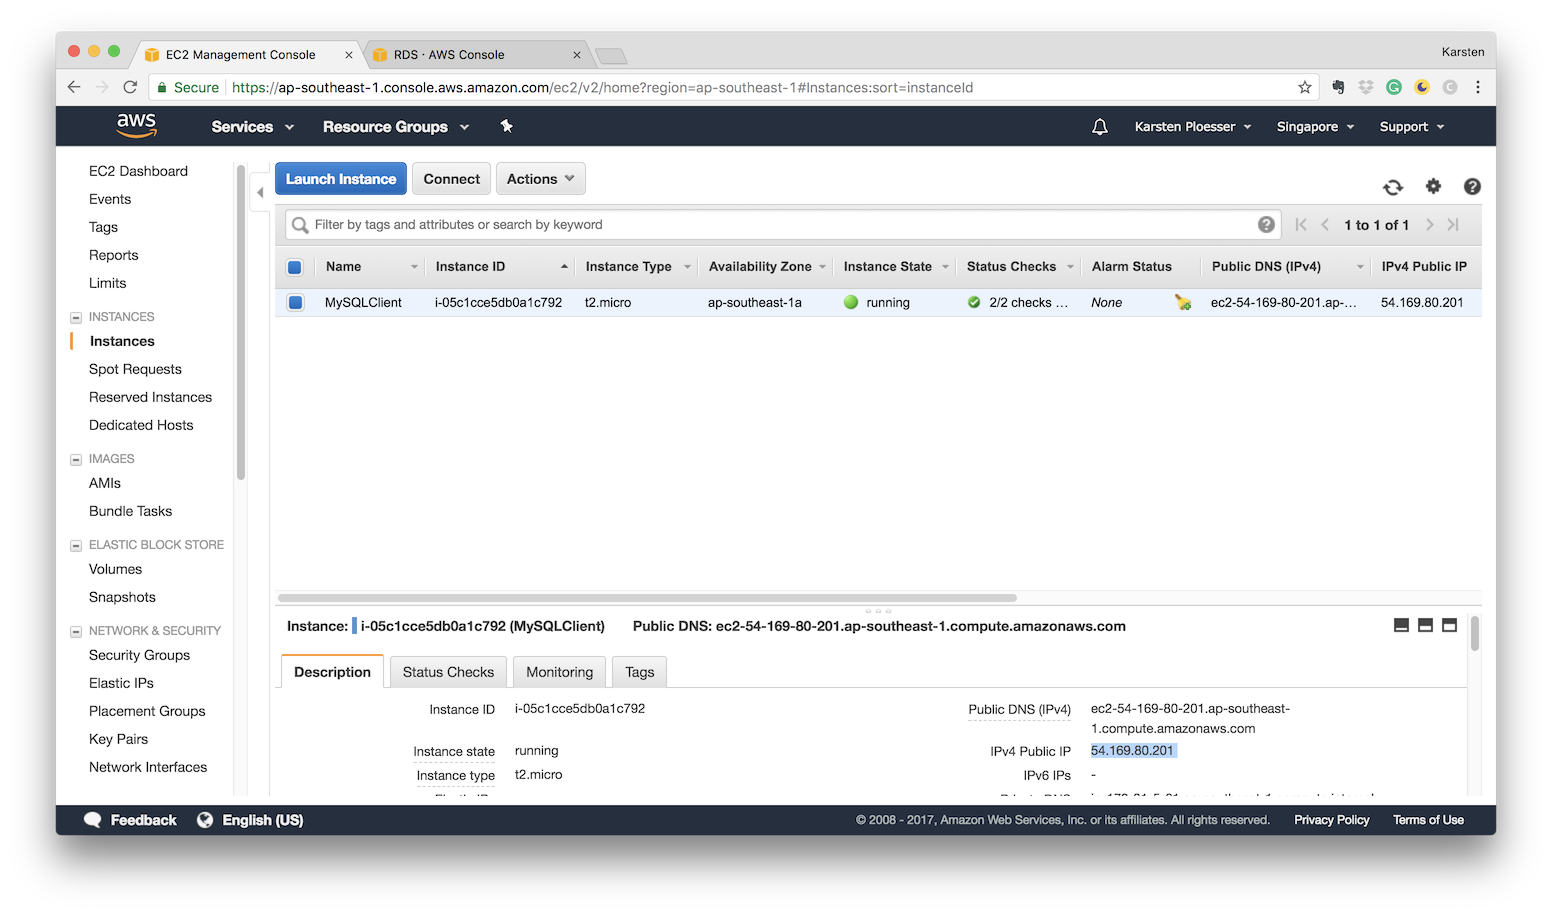 EC2 Management Console
RDS · AWS Console
Karsten
Secure https://ap-southeast-1.console.aws.amazon.com/ec2/v2/home?region=ap-southeast-1#Instances:sort=instanceId
aws Services Resource Groups Karsten Ploesser Singapore Support
EC2 Dashboard
Events
Tags
Reports
Limits
INSTANCES
Instances
Spot Requests
Reserved Instances
Dedicated Hosts
IMAGES
AMIs
Bundle Tasks
ELASTIC BLOCK STORE
Volumes
Snapshots
NETWORK & SECURITY
Security Groups
Elastic IPs
Placement Groups
Key Pairs
Network Interfaces
Launch Instance Connect Actions
Filter by tags and attributes or search by keyword 1 to 1 of 1
Name Instance ID Instance Type Availability Zone Instance State Status Checks Alarm Status Public DNS (IPv4) IPv4 Public IP
MySQLClient i-05c1cce5db0a1c792 t2.micro ap-southeast-1a running 2/2 checks ... None ec2-54-169-80-201.ap-... 54.169.80.201
Instance: i-05c1cce5db0a1c792 (MySQLClient) Public DNS: ec2-54-169-80-201.ap-southeast-1.compute.amazonaws.com
Description Status Checks Monitoring Tags
Instance ID i-05c1cce5db0a1c792
Instance state running
Instance type t2.micro
Public DNS (IPv4) ec2-54-169-80-201.ap-southeast-
1.compute.amazonaws.com
IPv4 Public IP 54.169.80.201
IPv6 IPs -
Feedback English (US) © 2008 - 2017, Amazon Web Services, Inc. or its affiliates. All rights reserved. Privacy Policy Terms of Use